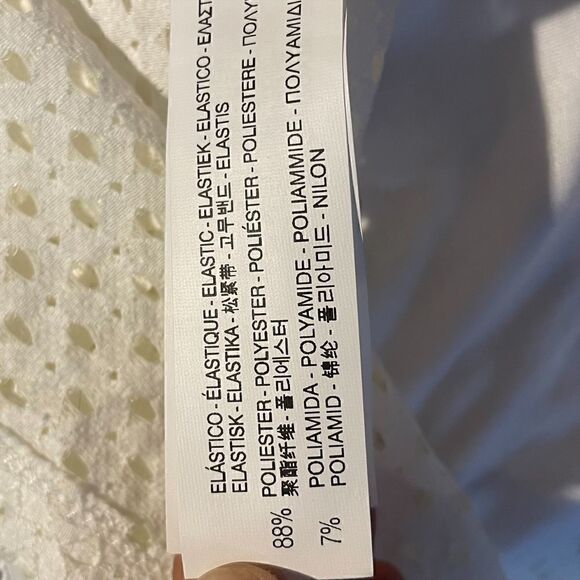 ELÁSTICO - ÉLASTIQUE - ELASTIC - ELASTIEK - ELASTICO - ΕΛΑΣΤ
ELASTISK - ELASTIKA - 松紧带 - 고무밴드 - ELASTIS
88% POLIESTER - POLYESTER - POLIÉSTER - POLIESTERE - ΠΟΛΥ
聚酯纤维 - 폴리에스터
7% POLIAMIDA - POLYAMIDE - POLIAMMIDE - ΠΟΛΥΑΜΙΔΙ
POLIAMID - 锦纶 - 폴리아미드 - NILON